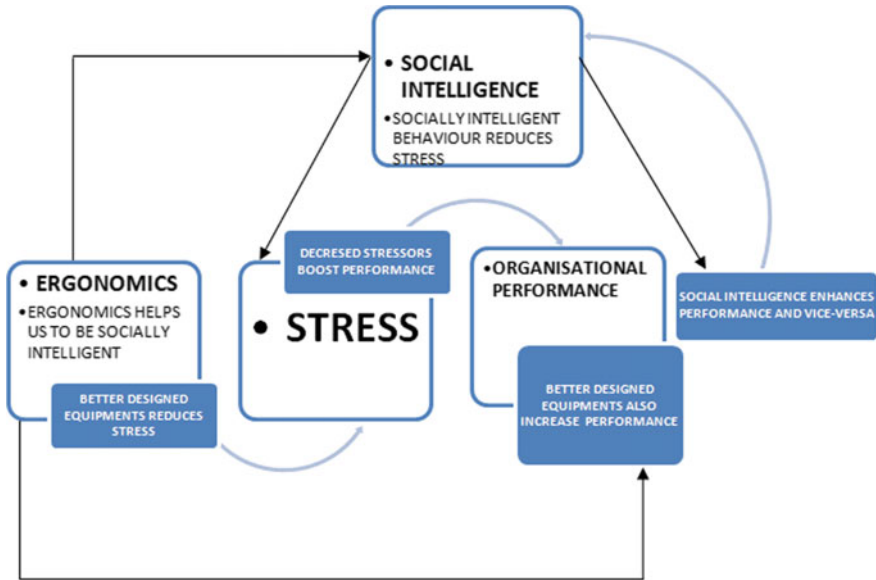 • SOCIAL
INTELLIGENCE
•SOCIALLY INTELLIGENT
BEHAVIOUR REDUCES
STRESS
• ERGONOMICS
•ERGONOMICS HELPS
US TO BE SOCIALLY
INTELLIGENT
BETTER DESIGNED
EQUIPMENTS REDUCES
STRESS
DECRESED STRESSORS
BOOST PERFORMANCE
• STRESS
•ORGANISATIONAL
PERFORMANCE
BETTER DESIGNED
EQUIPMENTS ALSO
INCREASE PERFORMANCE
SOCIAL INTELLIGENCE ENHANCES
PERFORMANCE AND VICE-VERSA